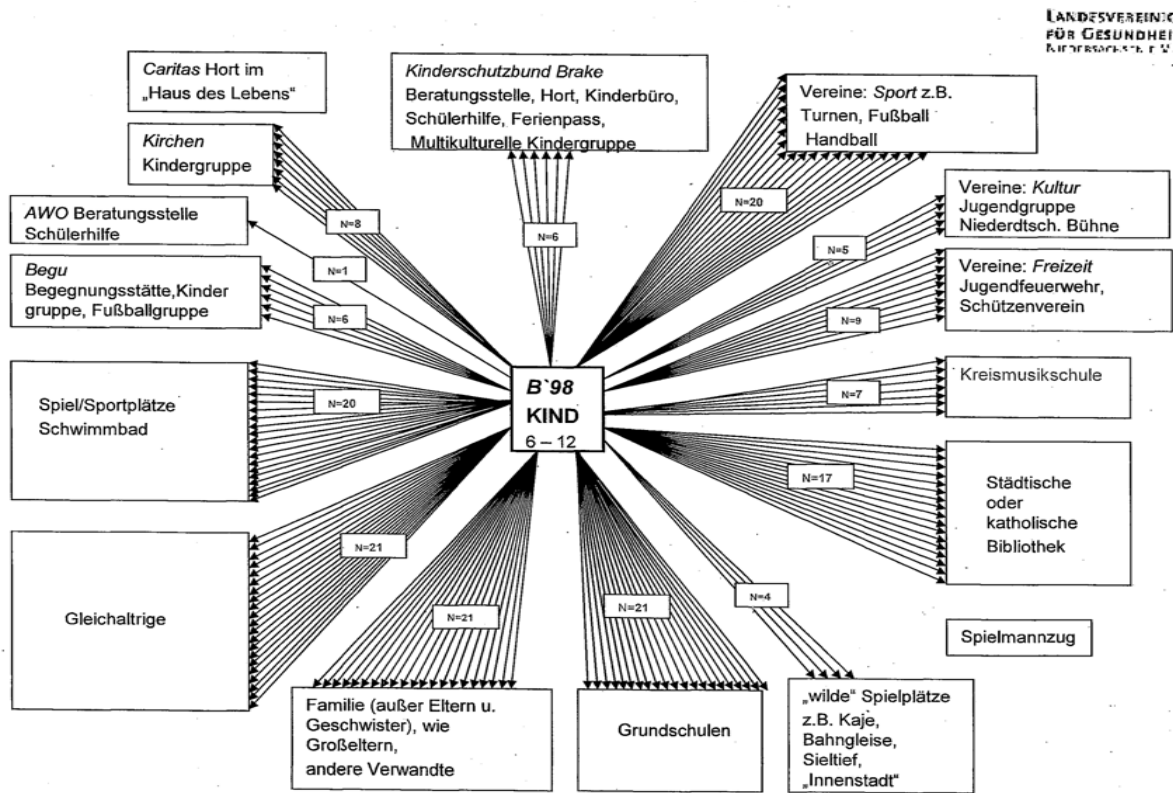 LANDESVEREINIG
FÜR GESUNDHEI
NIEDERSACHSEN E.V.
Caritas Hort im
„Haus des Lebens“
Kinderschutzbund Brake
Beratungsstelle, Hort, Kinderbüro,
Schülerhilfe, Ferienpass,
Multikulturelle Kindergruppe
Vereine: Sport z.B.
Turnen, Fußball
Handball
Kirchen
Kindergruppe
AWO Beratungsstelle
Schülerhilfe
Begu
Begegnungsstätte,Kinder
gruppe, Fußballgruppe
Vereine: Kultur
Jugendgruppe
Niederdtsch. Bühne
Vereine: Freizeit
Jugendfeuerwehr,
Schützenverein
N=8
N=6
N=20
N=5
N=1
N=6
N=9
Spiel/Sportplätze
Schwimmbad
N=20
B`98
KIND
6 – 12
N=7
Kreismusikschule
N=17
Städtische
oder
katholische
Bibliothek
Gleichaltrige
N=21
N=21
N=21
N=4
Spielmannzug
Familie (außer Eltern u.
Geschwister), wie
Großeltern,
andere Verwandte
Grundschulen
„wilde“ Spielplätze
z.B. Kaje,
Bahngleise,
Sieltief,
„Innenstadt“